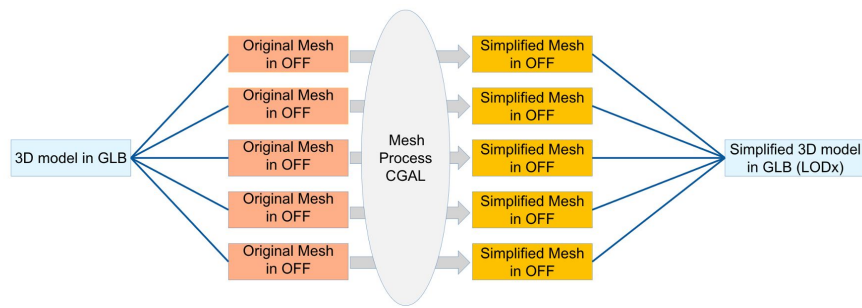 3D model in GLB
Original Mesh
in OFF
Original Mesh
in OFF
Original Mesh
in OFF
Original Mesh
in OFF
Original Mesh
in OFF
Mesh
Process
CGAL
Simplified Mesh
in OFF
Simplified Mesh
in OFF
Simplified Mesh
in OFF
Simplified Mesh
in OFF
Simplified Mesh
in OFF
Simplified 3D model
in GLB (LODx)